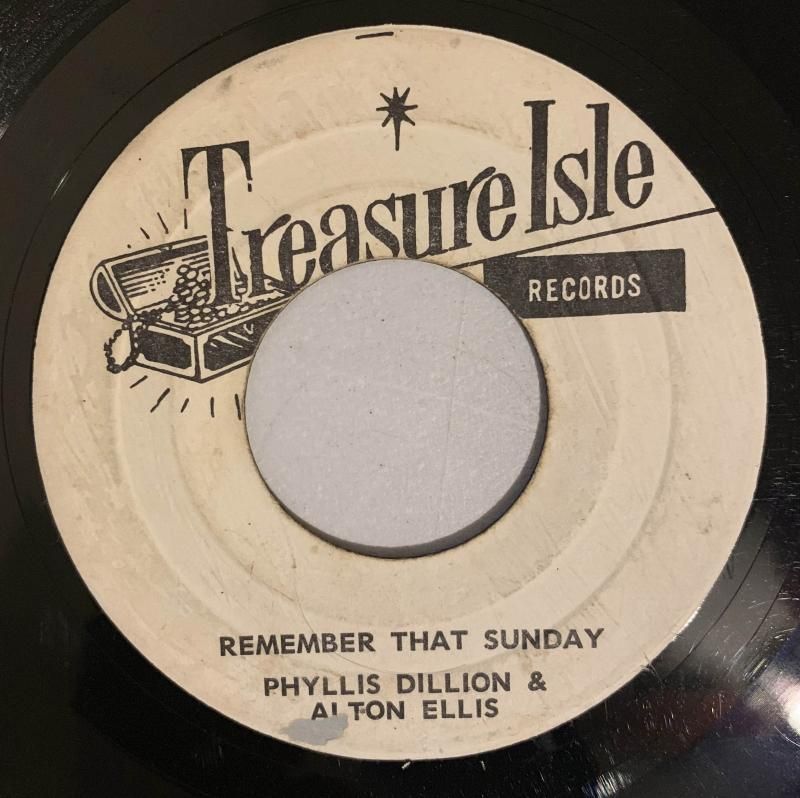 Treasure Isle
RECORDS
REMEMBER THAT SUNDAY
PHYLLIS DILLION &
ALTON ELLIS